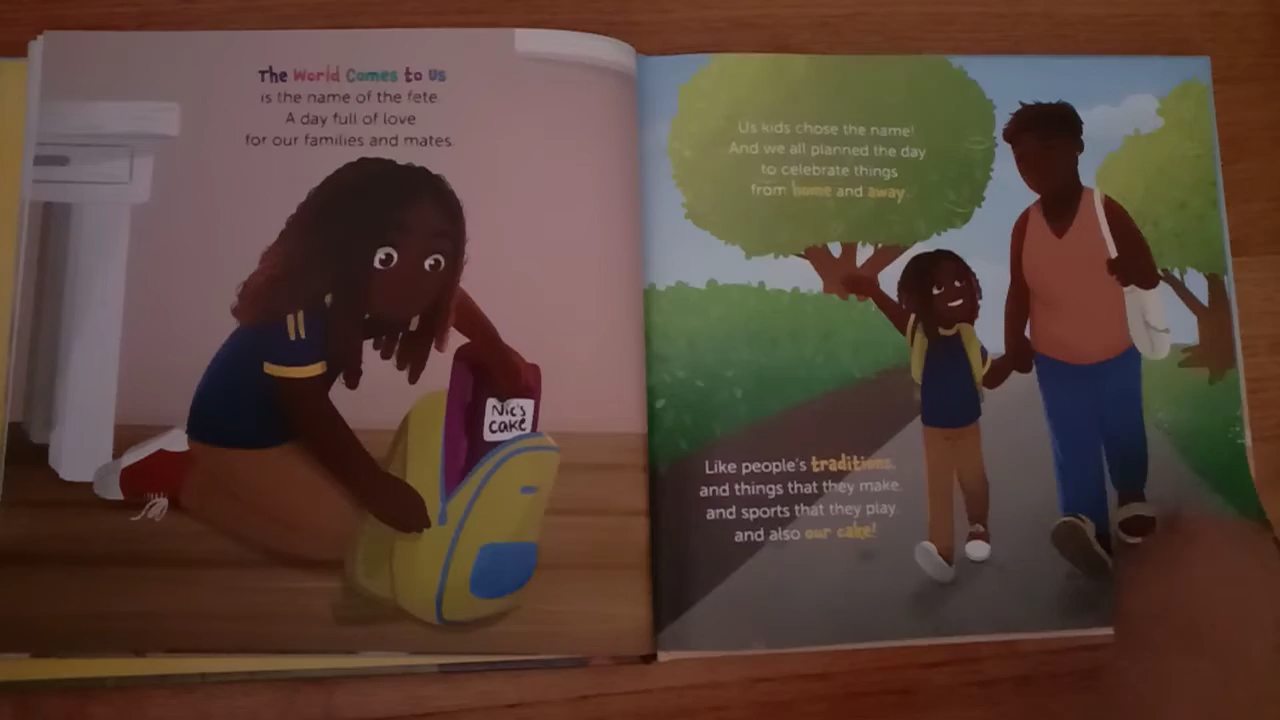 The World Comes to Us
is the name of the fete.
A day full of love
for our families and mates.
Nic's
cake
Us kids chose the name!
And we all planned the day
to celebrate things
from home and away.
Like people's traditions,
and things that they make,
and sports that they play,
and also our cake!